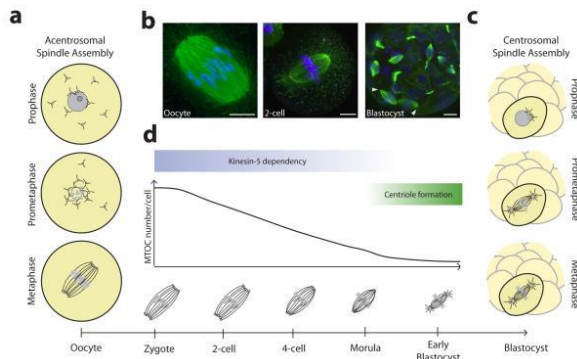 a
Acentrosomal
Spindle Assembly
Prophase
Prometaphase
Metaphase
b
Oocyte
2-cell
Blastocyst
c
Centrosomal
Spindle Assembly
Prophase
Prometaphase
Metaphase
d
Kinesin-5 dependency
Centriole formation
MTOC number/cell
Oocyte
Zygote
2-cell
4-cell
Morula
Early
Blastocyst
Blastocyst